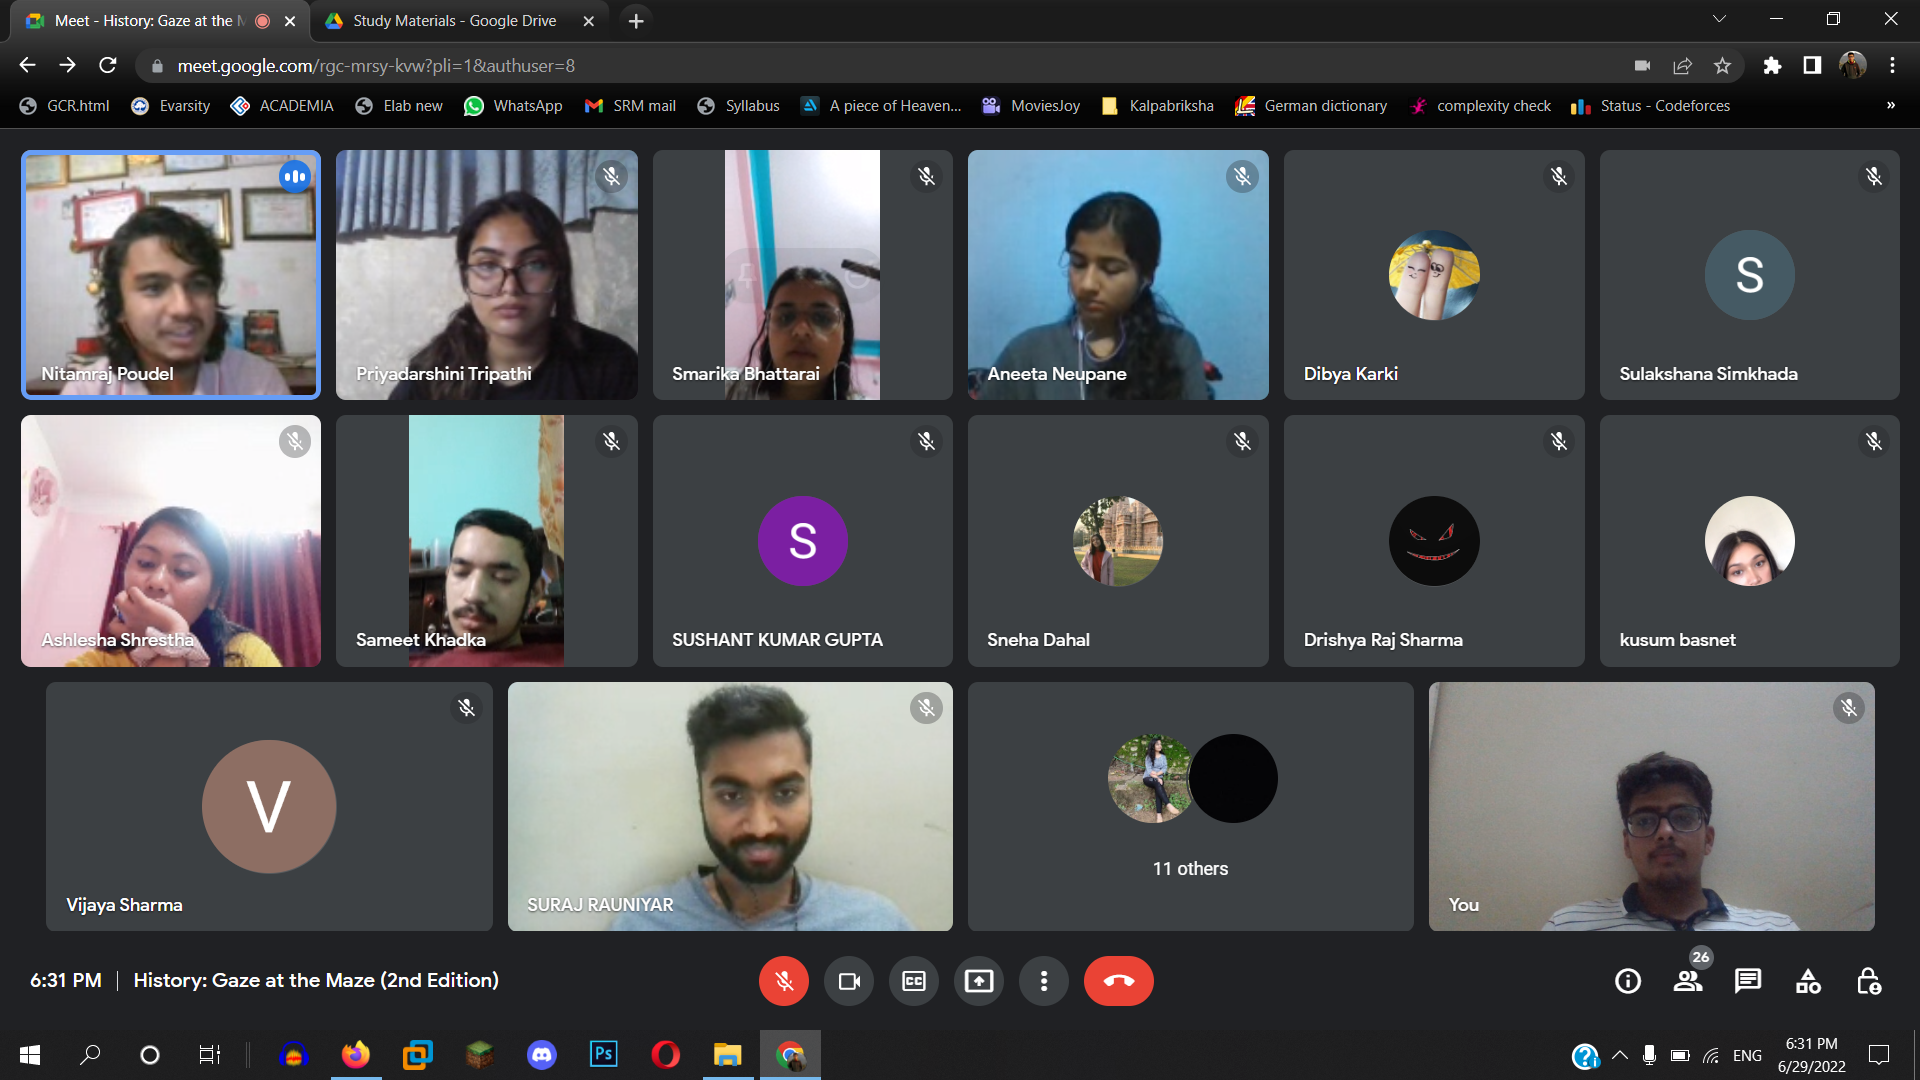 Meet - History: Gaze at the M
Study Materials - Google Drive
meet.google.com/rgc-mrsy-kvw?pli=1&authuser=8
GCR.html
Evarsity
ACADEMIA
Elab new
WhatsApp
SRM mail
Syllabus
A piece of Heaven...
MoviesJoy
Kalpabriksha
German dictionary
complexity check
Status - Codeforces
»
Nitamraj Poudel
Priyadarshini Tripathi
Smarika Bhattarai
Aneeta Neupane
Dibya Karki
S
Sulakshana Simkhada
Ashlesha Shrestha
Sameet Khadka
S
SUSHANT KUMAR GUPTA
Sneha Dahal
Drishya Raj Sharma
kusum basnet
V
Vijaya Sharma
SURAJ RAUNIYAR
11 others
You
6:31 PM | History: Gaze at the Maze (2nd Edition)
CC
26
Ps
ENG
6:31 PM
6/29/2022